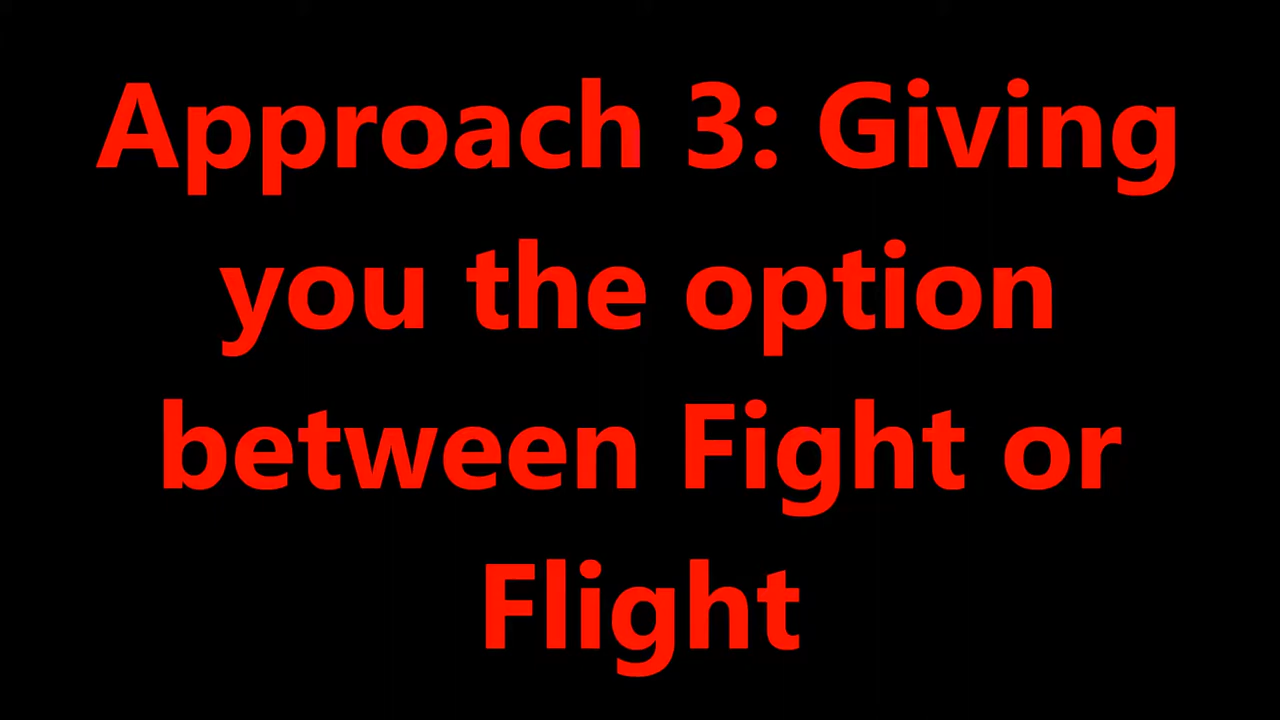 Approach 3: Giving
you the option
between Fight or
Flight